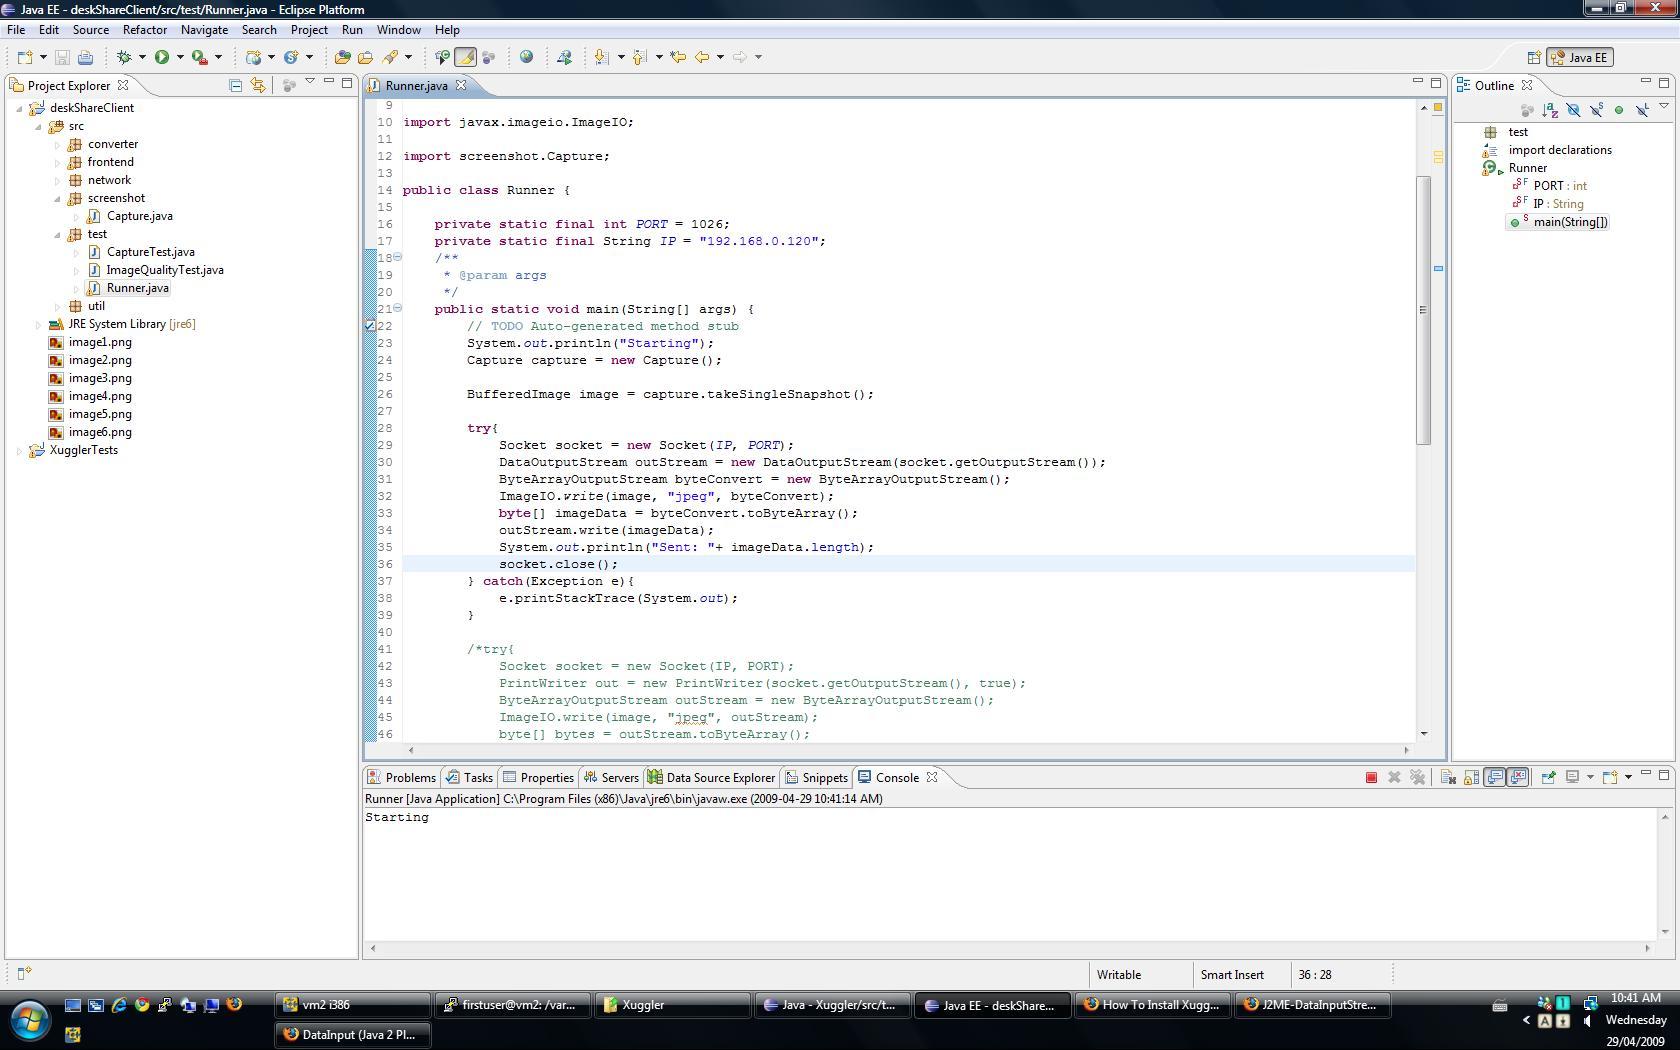 Java EE - deskShareClient/src/test/Runner.java - Eclipse Platform
File Edit Source Refactor Navigate Search Project Run Window Help
Java EE
Project Explorer
deskShareClient
src
converter
frontend
network
screenshot
Capture.java
test
CaptureTest.java
ImageQualityTest.java
Runner.java
util
JRE System Library [jre6]
image1.png
image2.png
image3.png
image4.png
image5.png
image6.png
XugglerTests
Runner.java
9
10 import javax.imageio.ImageIO;
11
12 import screenshot.Capture;
13
14 public class Runner {
15
16 private static final int PORT = 1026;
17 private static final String IP = "192.168.0.120";
18 /**
19 * @param args
20 */
21 public static void main(String[] args) {
22 // TODO Auto-generated method stub
23 System.out.println("Starting");
24 Capture capture = new Capture();
25
26 BufferedImage image = capture.takeSingleSnapshot();
27
28 try{
29 Socket socket = new Socket(IP, PORT);
30 DataOutputStream outStream = new DataOutputStream(socket.getOutputStream());
31 ByteArrayOutputStream byteConvert = new ByteArrayOutputStream();
32 ImageIO.write(image, "jpeg", byteConvert);
33 byte[] imageData = byteConvert.toByteArray();
34 outStream.write(imageData);
35 System.out.println("Sent: "+ imageData.length);
36 socket.close();
37 } catch(Exception e){
38 e.printStackTrace(System.out);
39 }
40
41 /*try{
42 Socket socket = new Socket(IP, PORT);
43 PrintWriter out = new PrintWriter(socket.getOutputStream(), true);
44 ByteArrayOutputStream outStream = new ByteArrayOutputStream();
45 ImageIO.write(image, "jpeg", outStream);
46 byte[] bytes = outStream.toByteArray();
Outline
test
import declarations
Runner
PORT : int
IP : String
main(String[])
Problems Tasks Properties Servers Data Source Explorer Snippets Console
Runner [Java Application] C:\Program Files (x86)\Java\jre6\bin\javaw.exe (2009-04-29 10:41:14 AM)
Starting
Writable Smart Insert 36 : 28
vm2 i386 firstuser@vm2: /var... Xuggler Java - Xuggler/src/t... Java EE - deskShare... How To Install Xugg... J2ME-DataInputStre...
DataInput (Java 2 Pl...
10:41 AM
Wednesday
29/04/2009